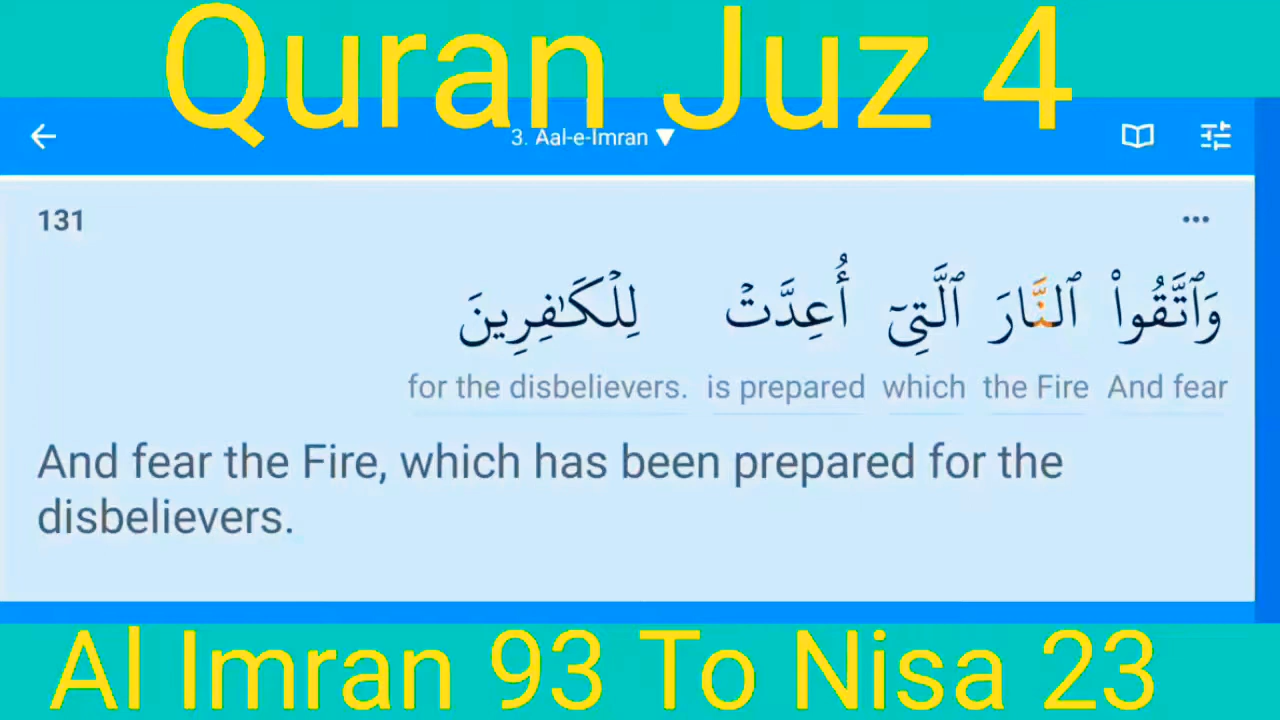 Quran Juz 4
3. Aal-e-Imran
131
وَٱتَّقُوا۟ ٱلنَّارَ ٱلَّتِىٓ أُعِدَّتْ لِلْكَـٰفِرِينَ
for the disbelievers. is prepared which the Fire And fear
And fear the Fire, which has been prepared for the
disbelievers.
Al Imran 93 To Nisa 23